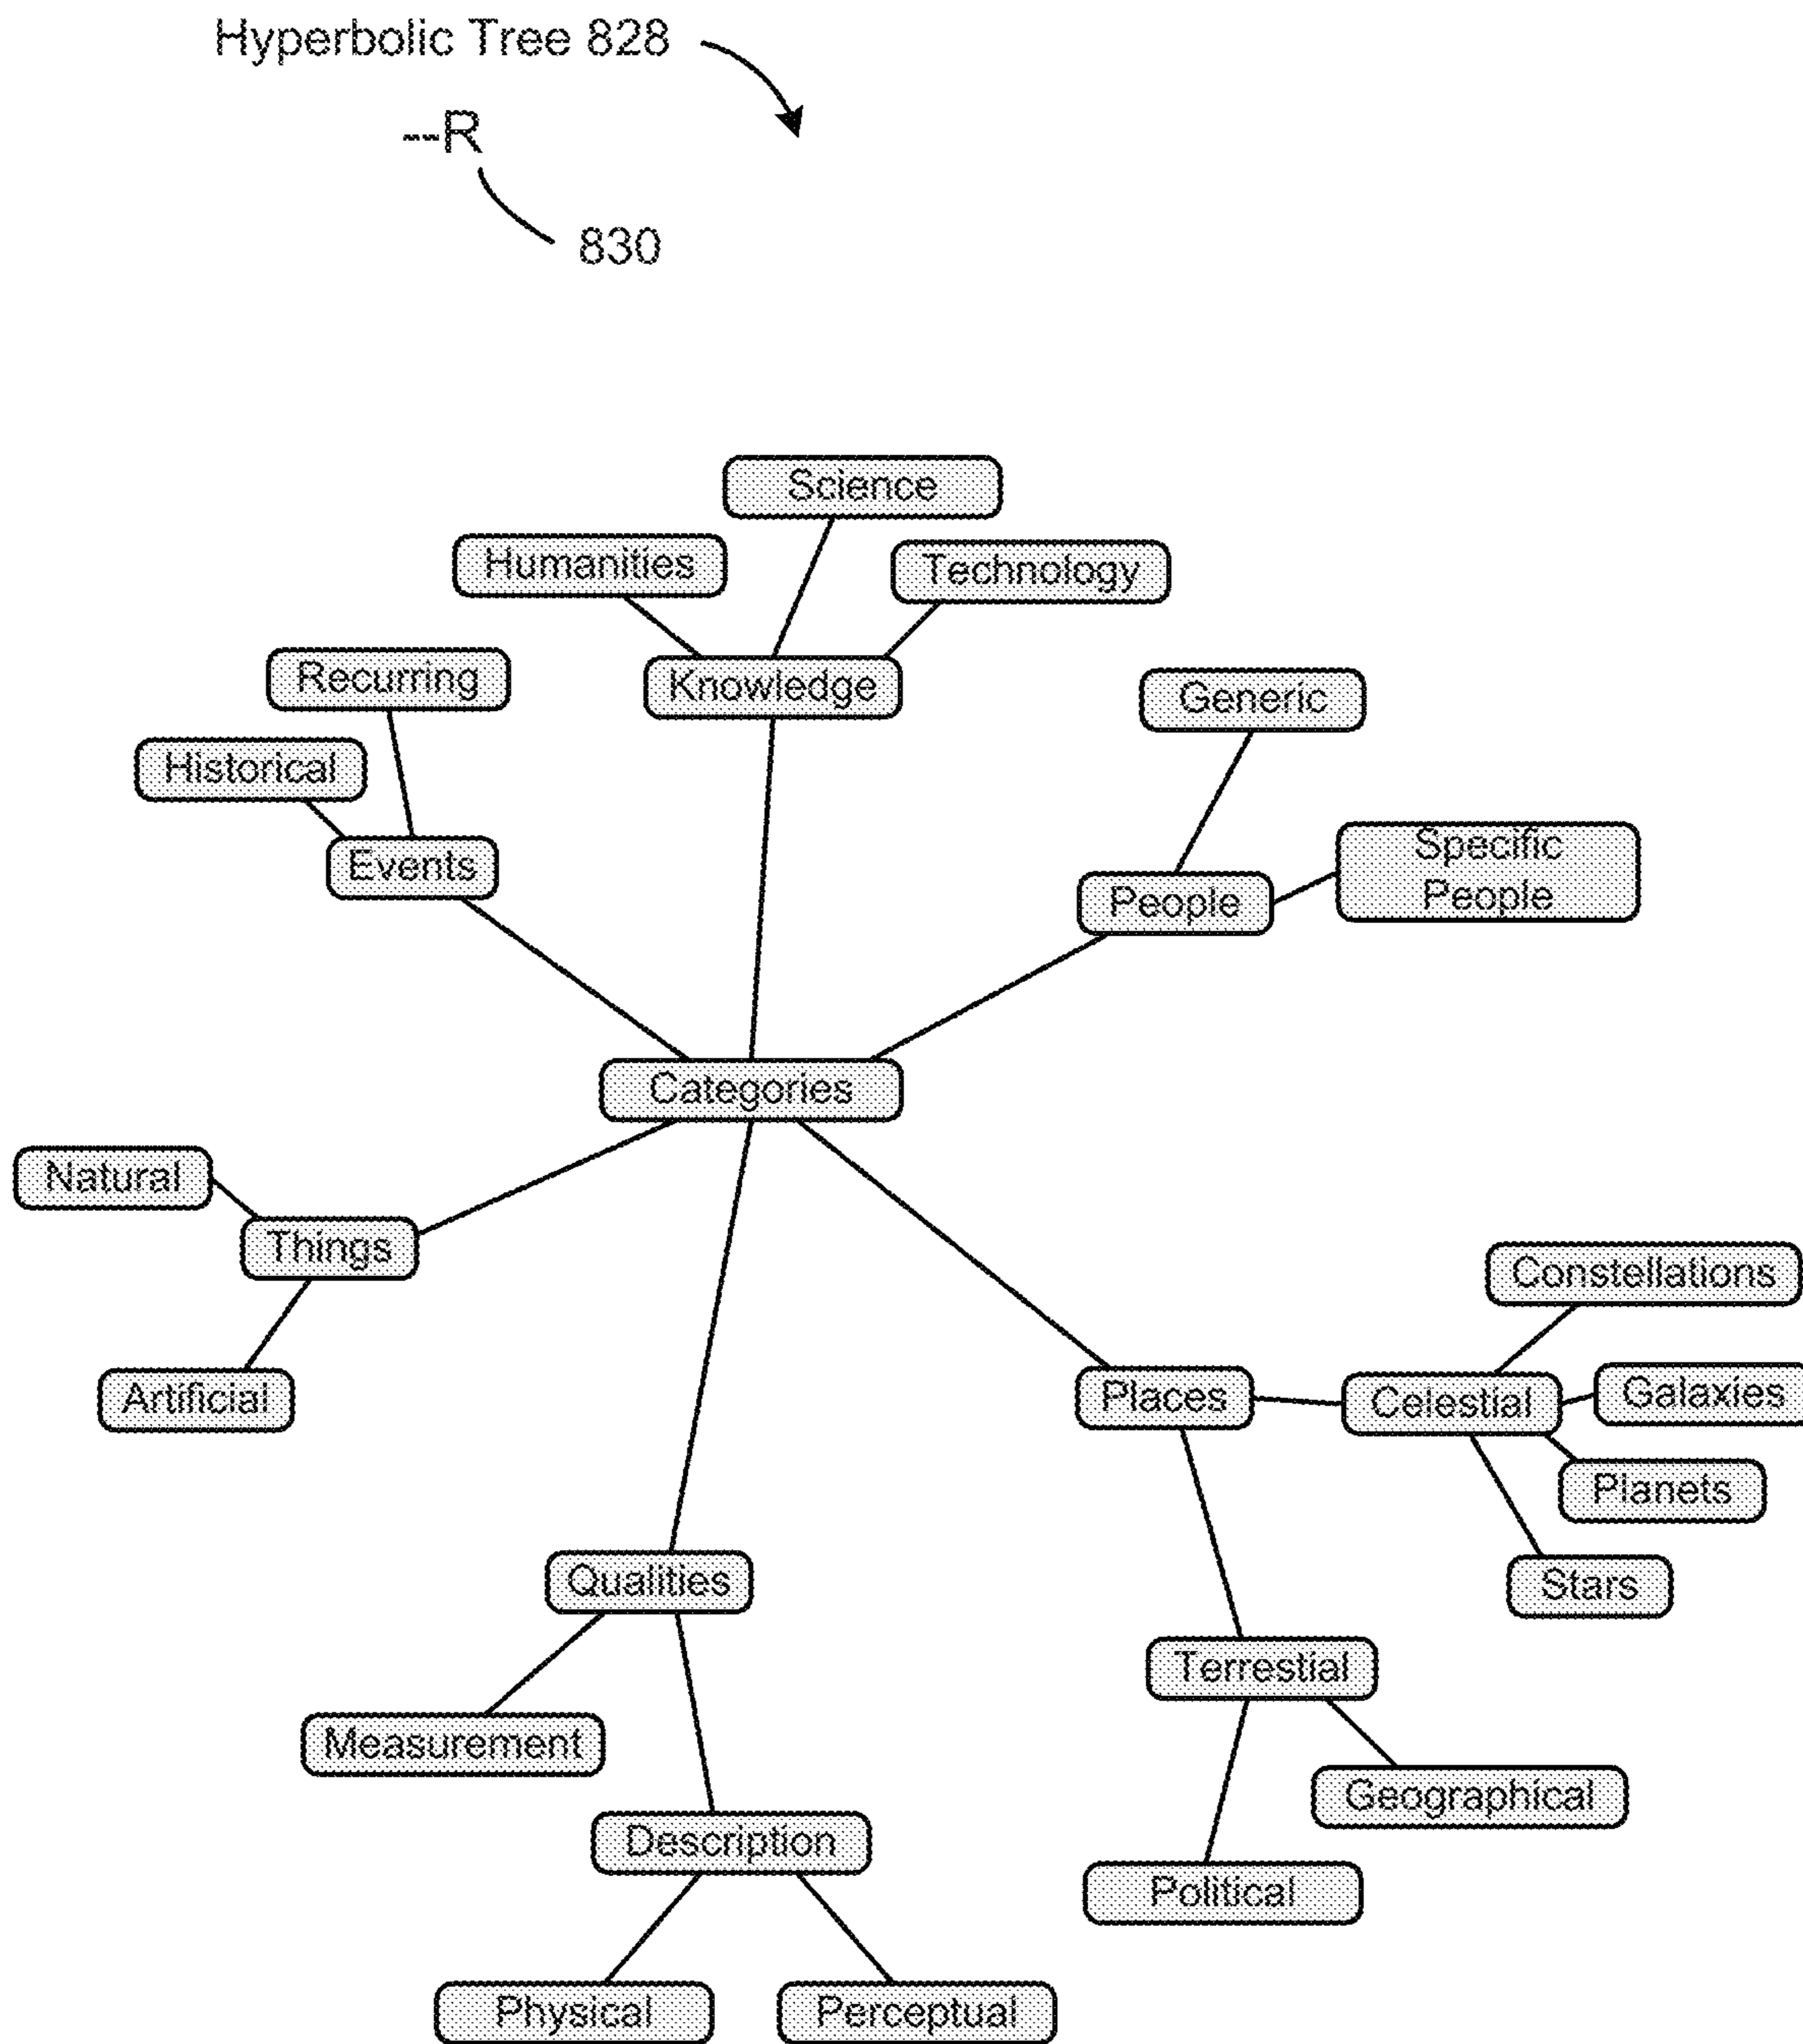 Hyperbolic Tree 828
--R
830
Science
Humanities
Technology
Recurring
Knowledge
Generic
Historical
Specific
People
Events
People
Categories
Natural
Things
Constellations
Artificial
Places
Celestial
Galaxies
Planets
Qualities
Stars
Terrestial
Measurement
Geographical
Description
Political
Physical
Perceptual